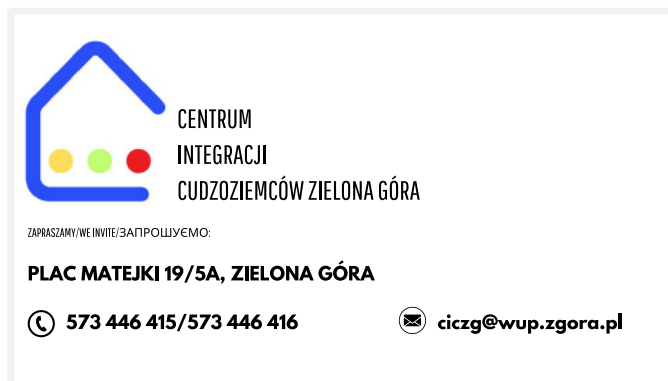 CENTRUM
INTEGRACJI
CUDZOZIEMCÓW ZIELONA GÓRA
ZAPRASZAMY/WE INVITE/ЗАПРОШУЄМО:
PLAC MATEJKI 19/5A, ZIELONA GÓRA
573 446 415/573 446 416
ciczg@wup.zgora.pl